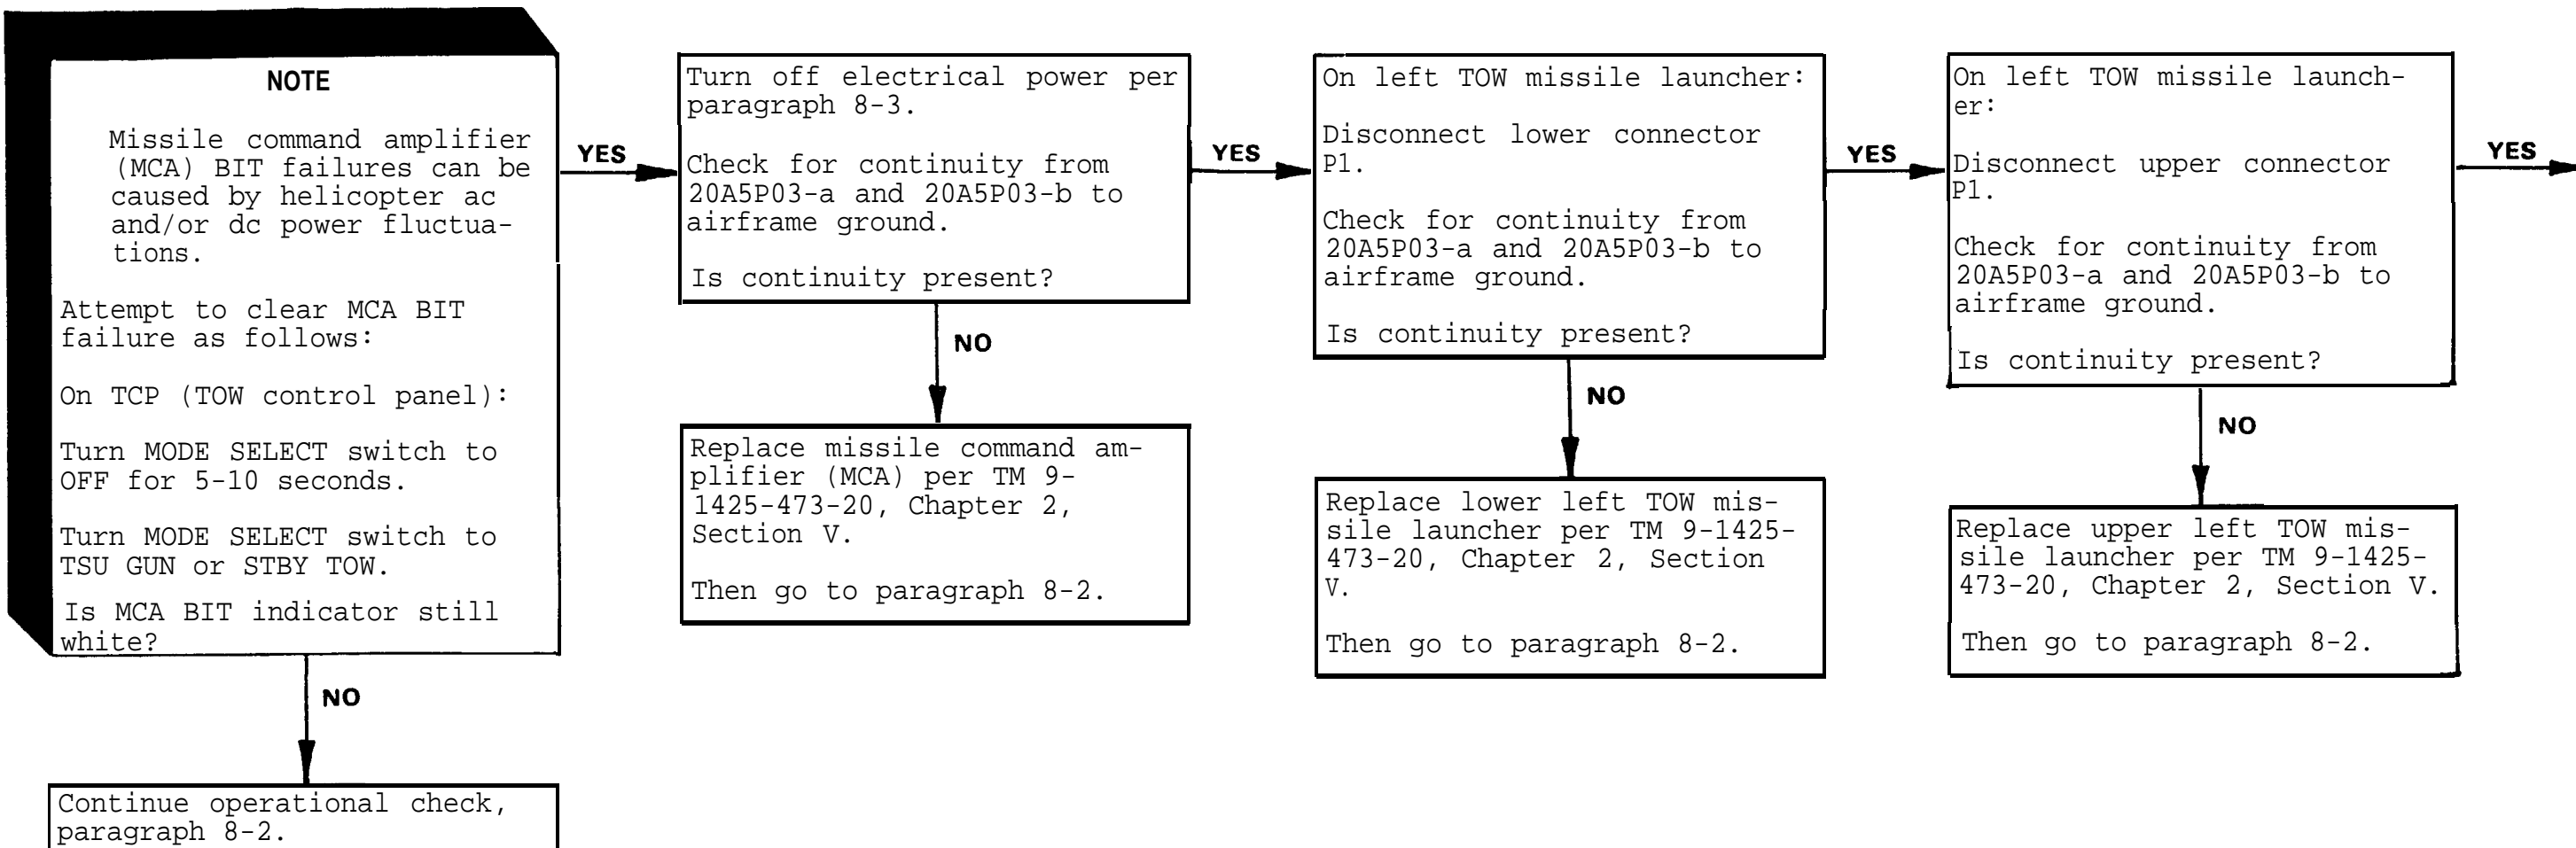 NOTE
Missile command amplifier
(MCA) BIT failures can be
caused by helicopter ac
and/or dc power fluctua-
tions.
Attempt to clear MCA BIT
failure as follows:
On TCP (TOW control panel):
Turn MODE SELECT switch to
OFF for 5-10 seconds.
Turn MODE SELECT switch to
TSU GUN or STBY TOW.
Is MCA BIT indicator still
white?
NO
Continue operational check,
paragraph 8-2.
YES
Turn off electrical power per
paragraph 8-3.
Check for continuity from
20A5P03-a and 20A5P03-b to
airframe ground.
Is continuity present?
NO
Replace missile command am-
plifier (MCA) per TM 9-
1425-473-20, Chapter 2,
Section V.
Then go to paragraph 8-2.
YES
On left TOW missile launcher:
Disconnect lower connector
P1.
Check for continuity from
20A5P03-a and 20A5P03-b to
airframe ground.
Is continuity present?
NO
Replace lower left TOW mis-
sile launcher per TM 9-1425-
473-20, Chapter 2, Section
V.
Then go to paragraph 8-2.
YES
On left TOW missile launch-
er:
Disconnect upper connector
P1.
Check for continuity from
20A5P03-a and 20A5P03-b to
airframe ground.
Is continuity present?
NO
Replace upper left TOW mis-
sile launcher per TM 9-1425-
473-20, Chapter 2, Section V.
Then go to paragraph 8-2.
YES